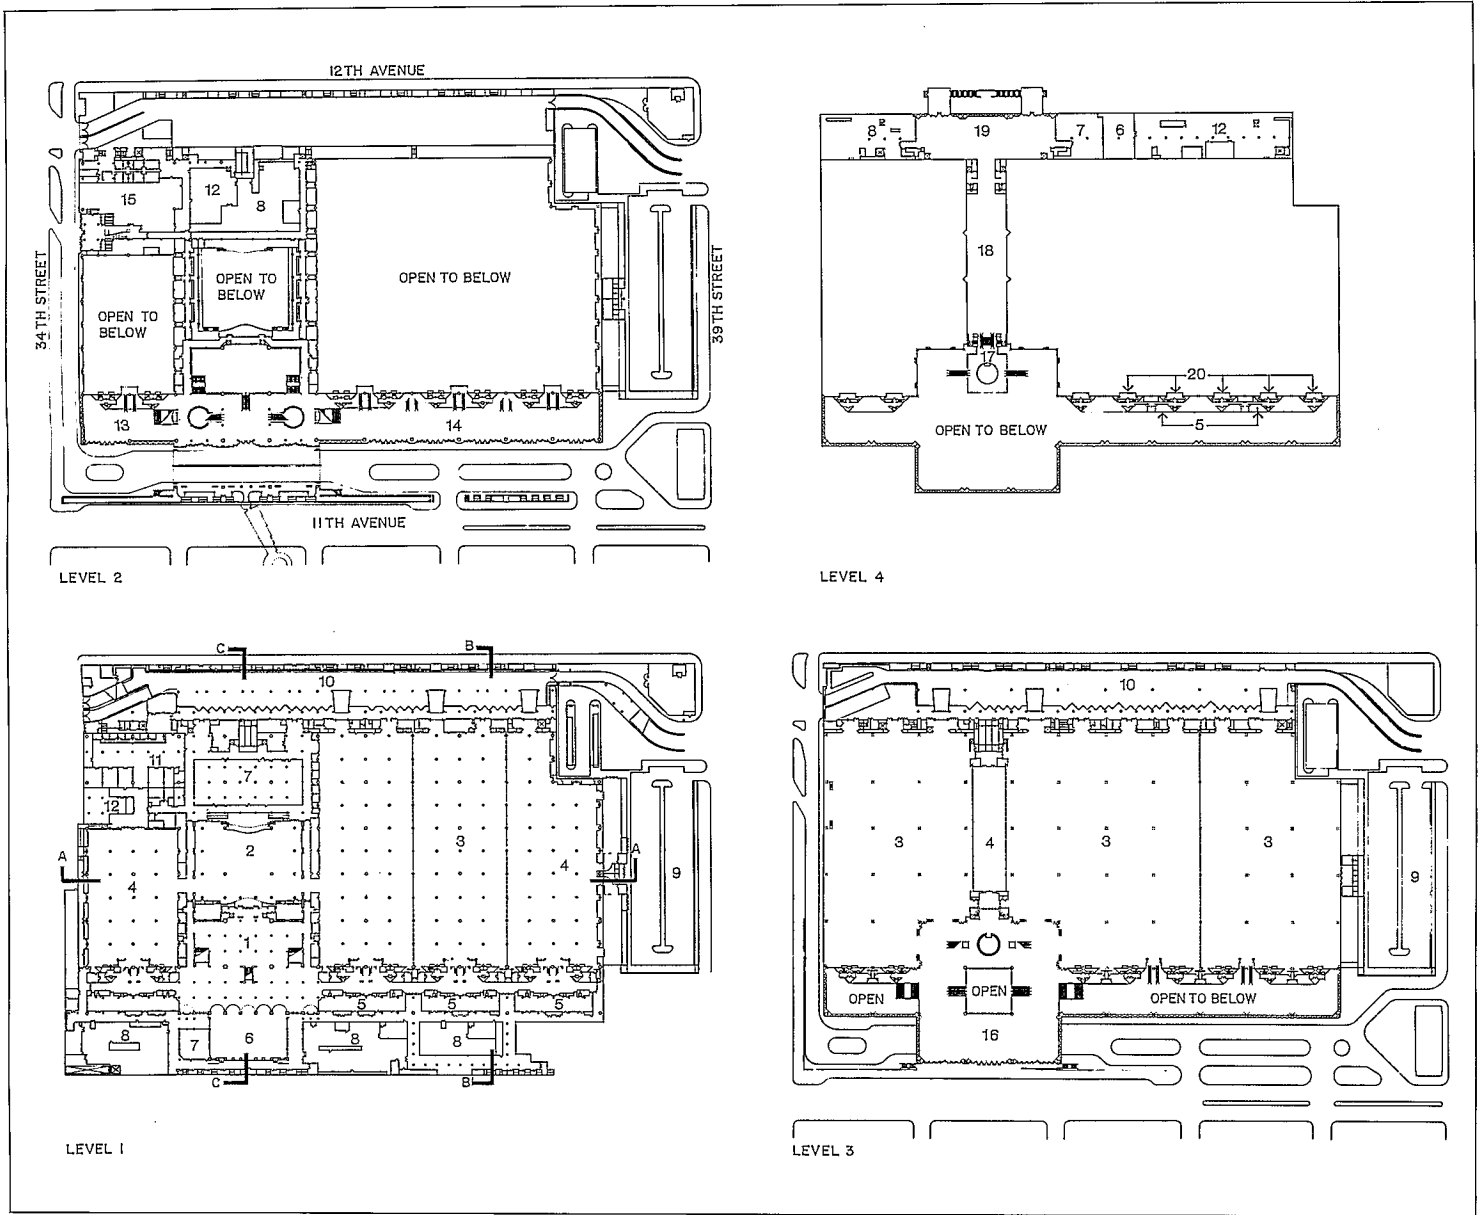 12TH AVENUE
15
12
8
34TH STREET
39TH STREET
OPEN TO
BELOW
OPEN TO
BELOW
OPEN TO BELOW
13
14
11TH AVENUE
LEVEL 2
8
19
7
6
12
18
17
20
5
OPEN TO BELOW
LEVEL 4
C
B
10
11
7
12
A
4
2
3
4
A
9
1
5
5
5
8
7
6
8
8
C
B
LEVEL 1
10
3
4
3
3
9
OPEN
OPEN
OPEN TO BELOW
16
LEVEL 3